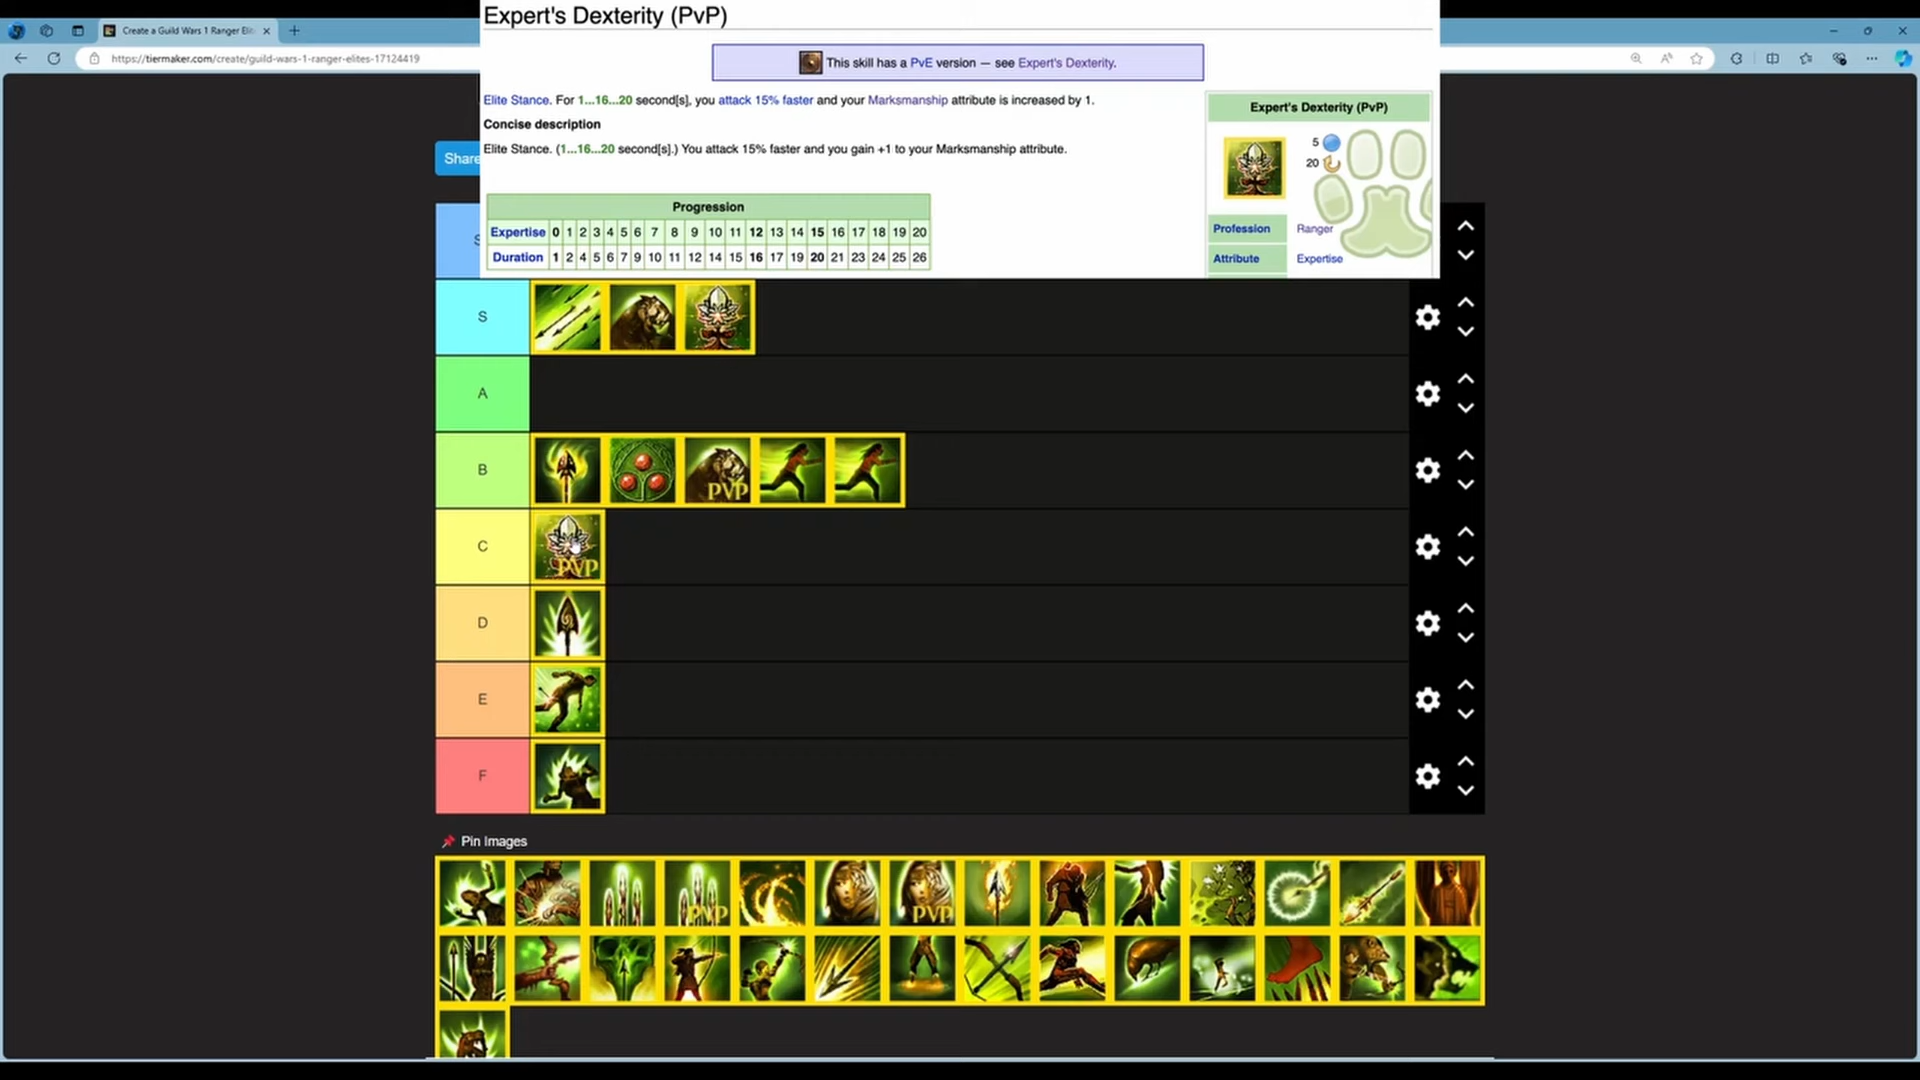 Expert's Dexterity (PvP)
Create a Guild Wars 1 Ranger Eli
https://tiermaker.com/create/guild-wars-1-ranger-elites-17124419
This skill has a PvE version — see Expert's Dexterity.
Elite Stance. For 1...16...20 second[s], you attack 15% faster and your Marksmanship attribute is increased by 1.
Concise description
Elite Stance. (1...16...20 second[s].) You attack 15% faster and you gain +1 to your Marksmanship attribute.
Expert's Dexterity (PvP)
5
20
Profession Ranger
Attribute Expertise
Share
Progression
Expertise 0 1 2 3 4 5 6 7 8 9 10 11 12 13 14 15 16 17 18 19 20
Duration 1 2 4 5 6 7 9 10 11 12 14 15 16 17 19 20 21 23 24 25 26
S
A
B
PVP
C
PVP
D
E
F
Pin Images
PVP
PVP